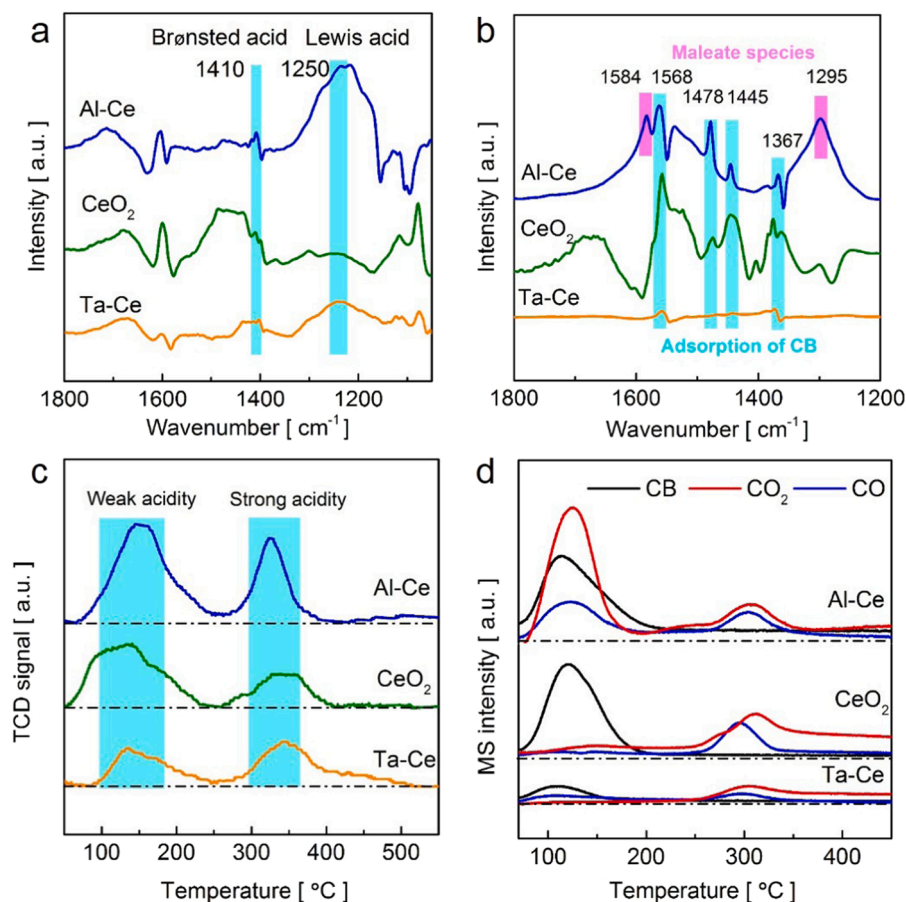 a
Brønsted acid Lewis acid
1410 1250
Al-Ce
CeO2
Ta-Ce
Intensity [ a.u. ]
1800 1600 1400 1200
Wavenumber [ cm-1 ]
b
Maleate species
1584 1568 1295
1478 1445
1367
Al-Ce
CeO2
Ta-Ce
Adsorption of CB
Intensity [ a.u. ]
1800 1600 1400 1200
Wavenumber [ cm-1 ]
c
Weak acidity Strong acidity
Al-Ce
CeO2
Ta-Ce
TCD signal [ a.u. ]
100 200 300 400 500
Temperature [ °C ]
d
CB CO2 CO
Al-Ce
CeO2
Ta-Ce
MS intensity [ a.u. ]
100 200 300 400
Temperature [ °C ]